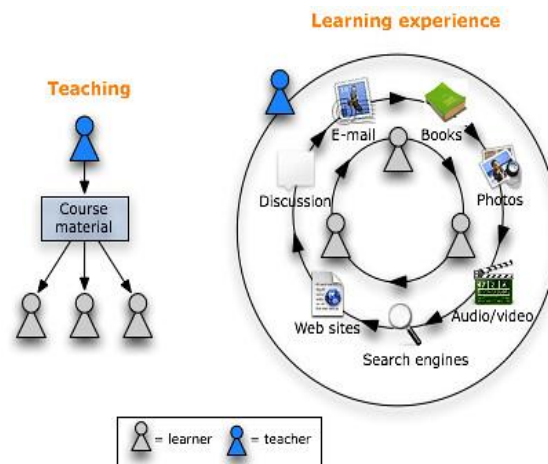 Learning experience
Teaching
E-mail
Books
Course
material
Discussion
Photos
Web sites
Audio/video
Search engines
= learner
= teacher